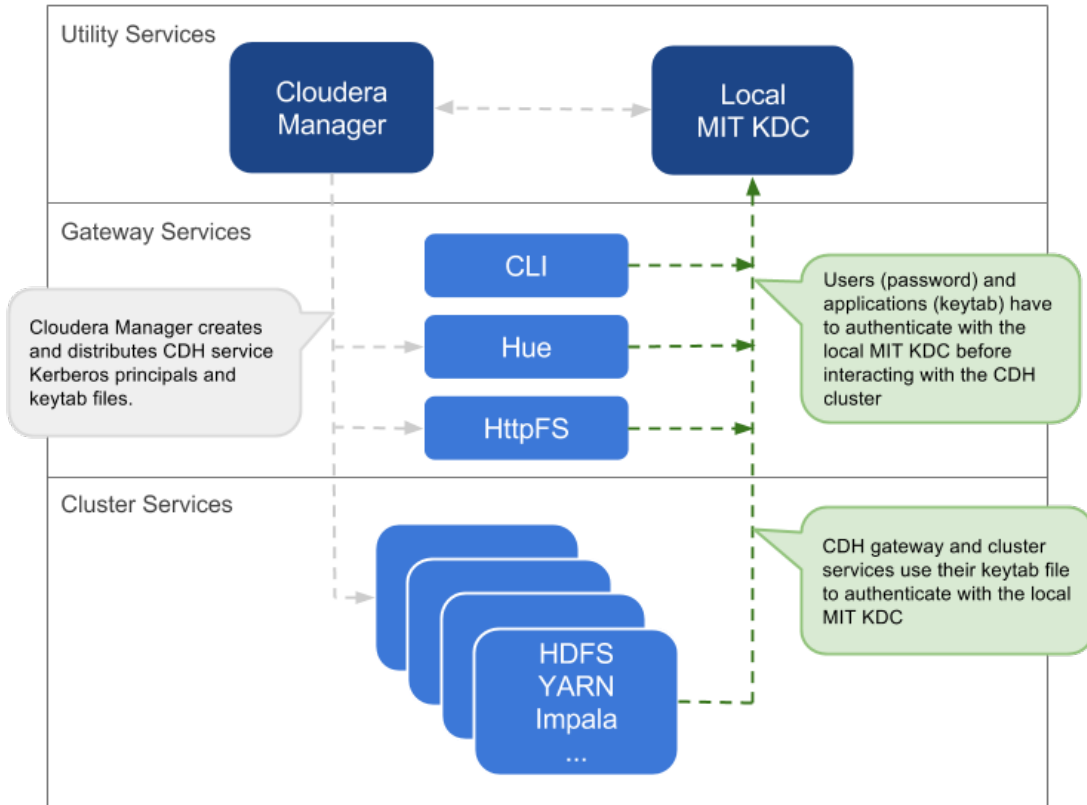 Utility Services
Cloudera
Manager
Local
MIT KDC
Gateway Services
CLI
Hue
HttpFS
Cloudera Manager creates
and distributes CDH service
Kerberos principals and
keytab files.
Users (password) and
applications (keytab) have
to authenticate with the
local MIT KDC before
interacting with the CDH
cluster
Cluster Services
HDFS
YARN
Impala
...
CDH gateway and cluster
services use their keytab file
to authenticate with the local
MIT KDC